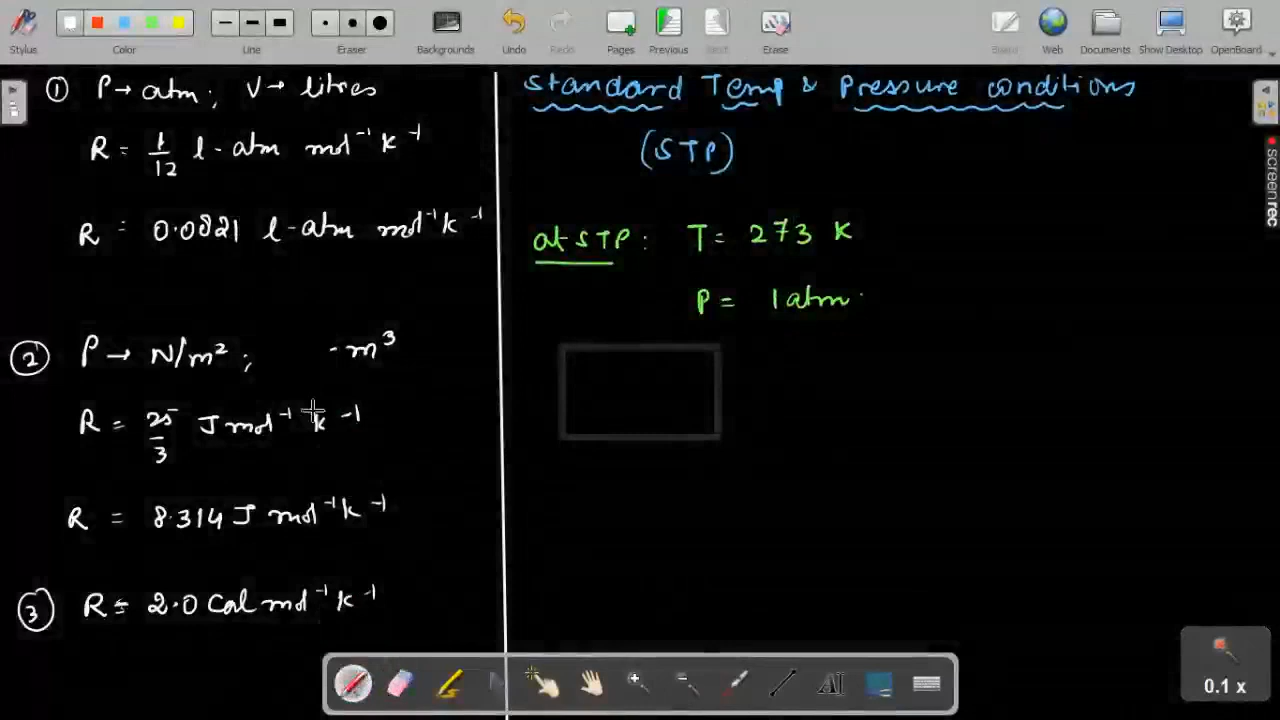 Stylus
Color
Line
Eraser
Backgrounds
Undo
Redo
Pages
Previous
Next
Erase
Board
Web
Documents
Show Desktop
OpenBoard
① P → atm; V → litres
R = 1/12 l-atm mol⁻¹ k⁻¹
R = 0.0821 l-atm mol⁻¹ k⁻¹
② P → N/m²; - m³
R = 25/3 J mol⁻¹ k⁻¹
R = 8.314 J mol⁻¹ k⁻¹
③ R = 2.0 Cal mol⁻¹ k⁻¹
Standard Temp & Pressure conditions
(STP)
at STP: T = 273 K
P = 1 atm.
screenrec
0.1 x